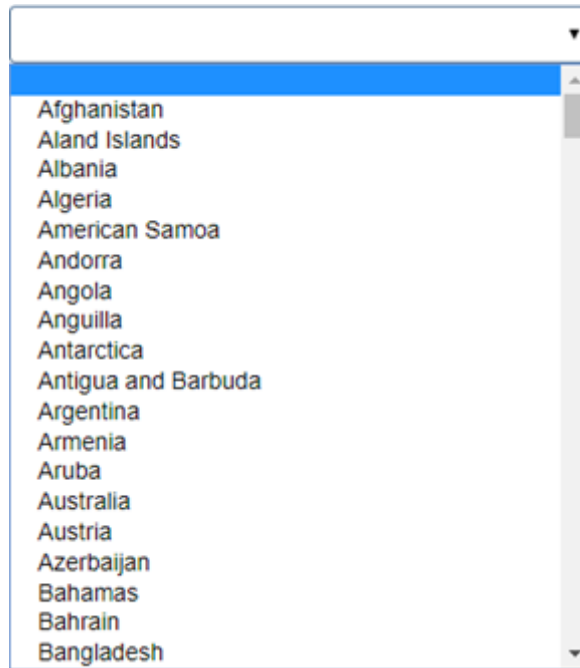 Afghanistan
Aland Islands
Albania
Algeria
American Samoa
Andorra
Angola
Anguilla
Antarctica
Antigua and Barbuda
Argentina
Armenia
Aruba
Australia
Austria
Azerbaijan
Bahamas
Bahrain
Bangladesh